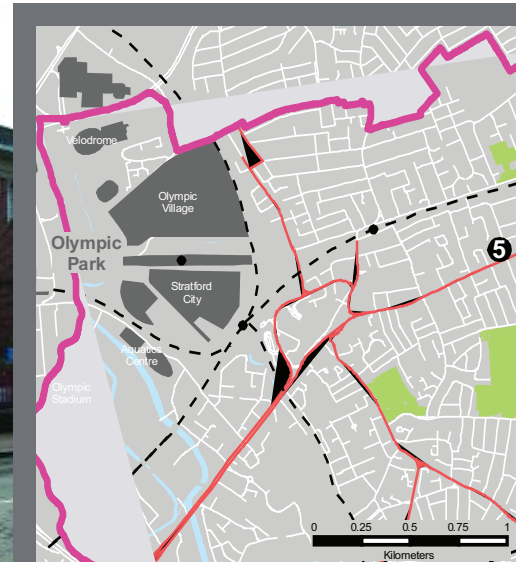 Velodrome
Olympic
Village
Olympic
Park
5
Stratford
City
Aquatics
Centre
Olympic
Stadium
0 0.25 0.5 0.75 1
Kilometers